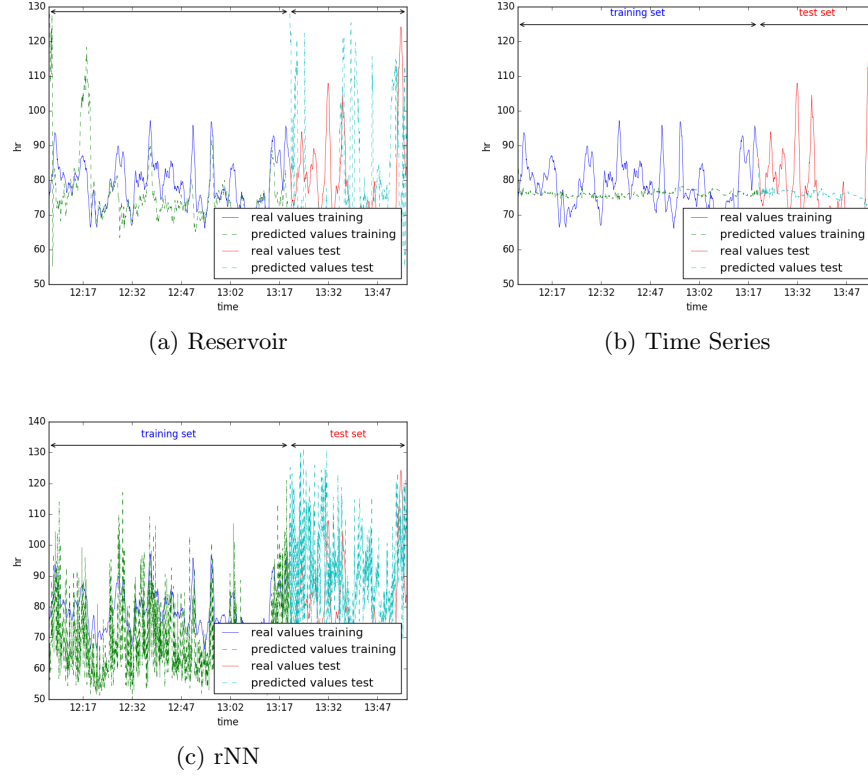 130
120
110
100
90
80
70
60
50
hr
12:17 12:32 12:47 13:02 13:17 13:32 13:47
time
real values training
predicted values training
real values test
predicted values test
(a) Reservoir
training set test set
130
120
110
100
90
80
70
60
50
hr
12:17 12:32 12:47 13:02 13:17 13:32 13:47
time
real values training
predicted values training
real values test
predicted values test
(b) Time Series
training set test set
140
130
120
110
100
90
80
70
60
50
hr
12:17 12:32 12:47 13:02 13:17 13:32 13:47
time
real values training
predicted values training
real values test
predicted values test
(c) rNN